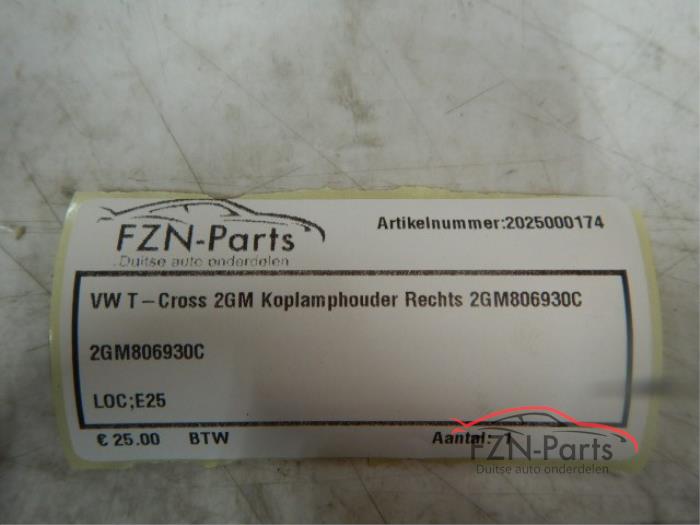 FZN-Parts
Duitse auto onderdelen
Artikelnummer:2025000174
VW T-Cross 2GM Koplamphouder Rechts 2GM806930C
2GM806930C
LOC;E25
€ 25.00 BTW Aantal: 1
FZN-Parts
Duitse auto onderdelen